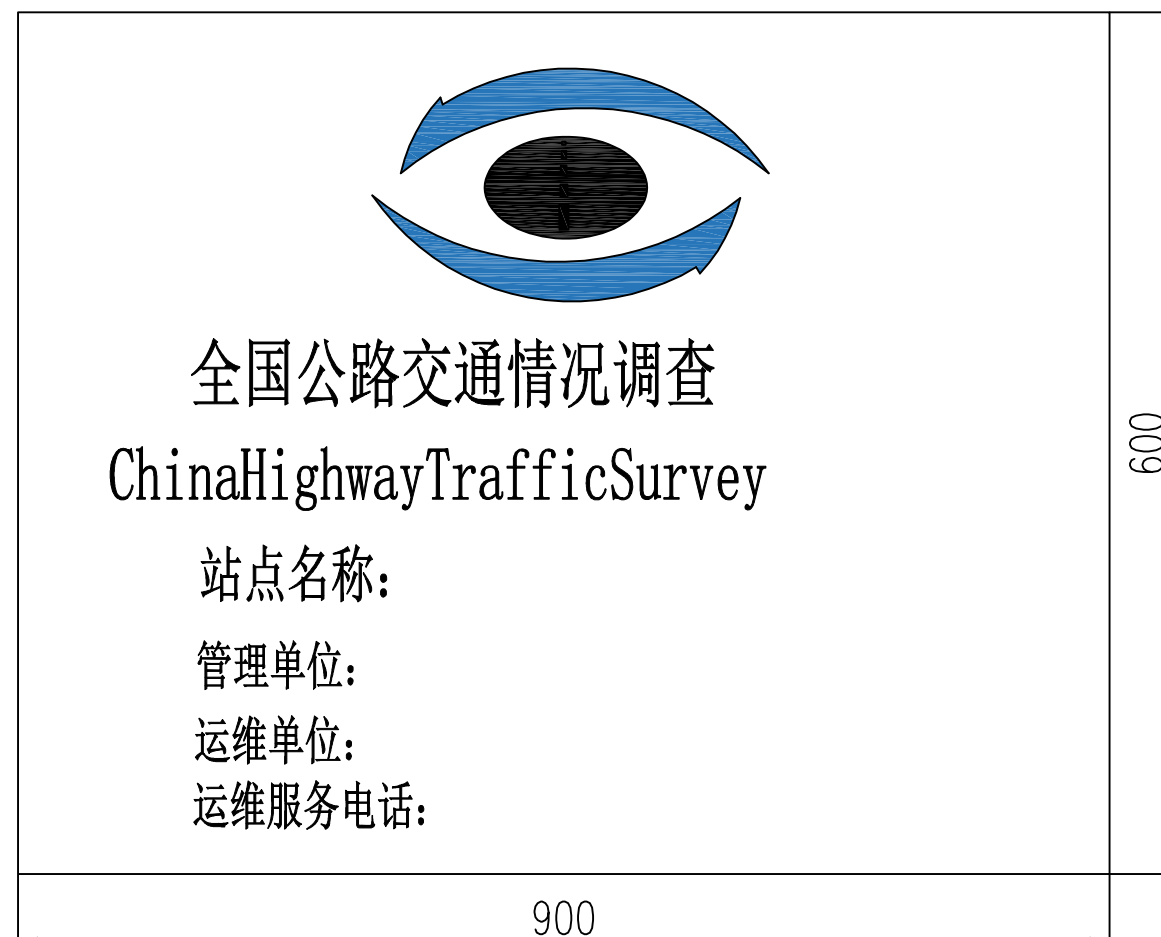 全国公路交通情况调查
ChinaHighwayTrafficSurvey
600
站点名称：
管理单位：
运维单位：
运维服务电话：
900